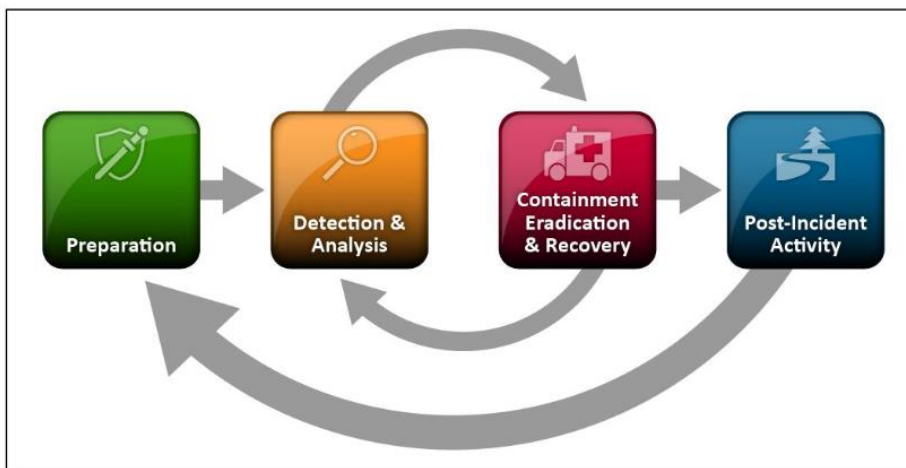 Preparation
Detection &
Analysis
Containment
Eradication
& Recovery
Post-Incident
Activity